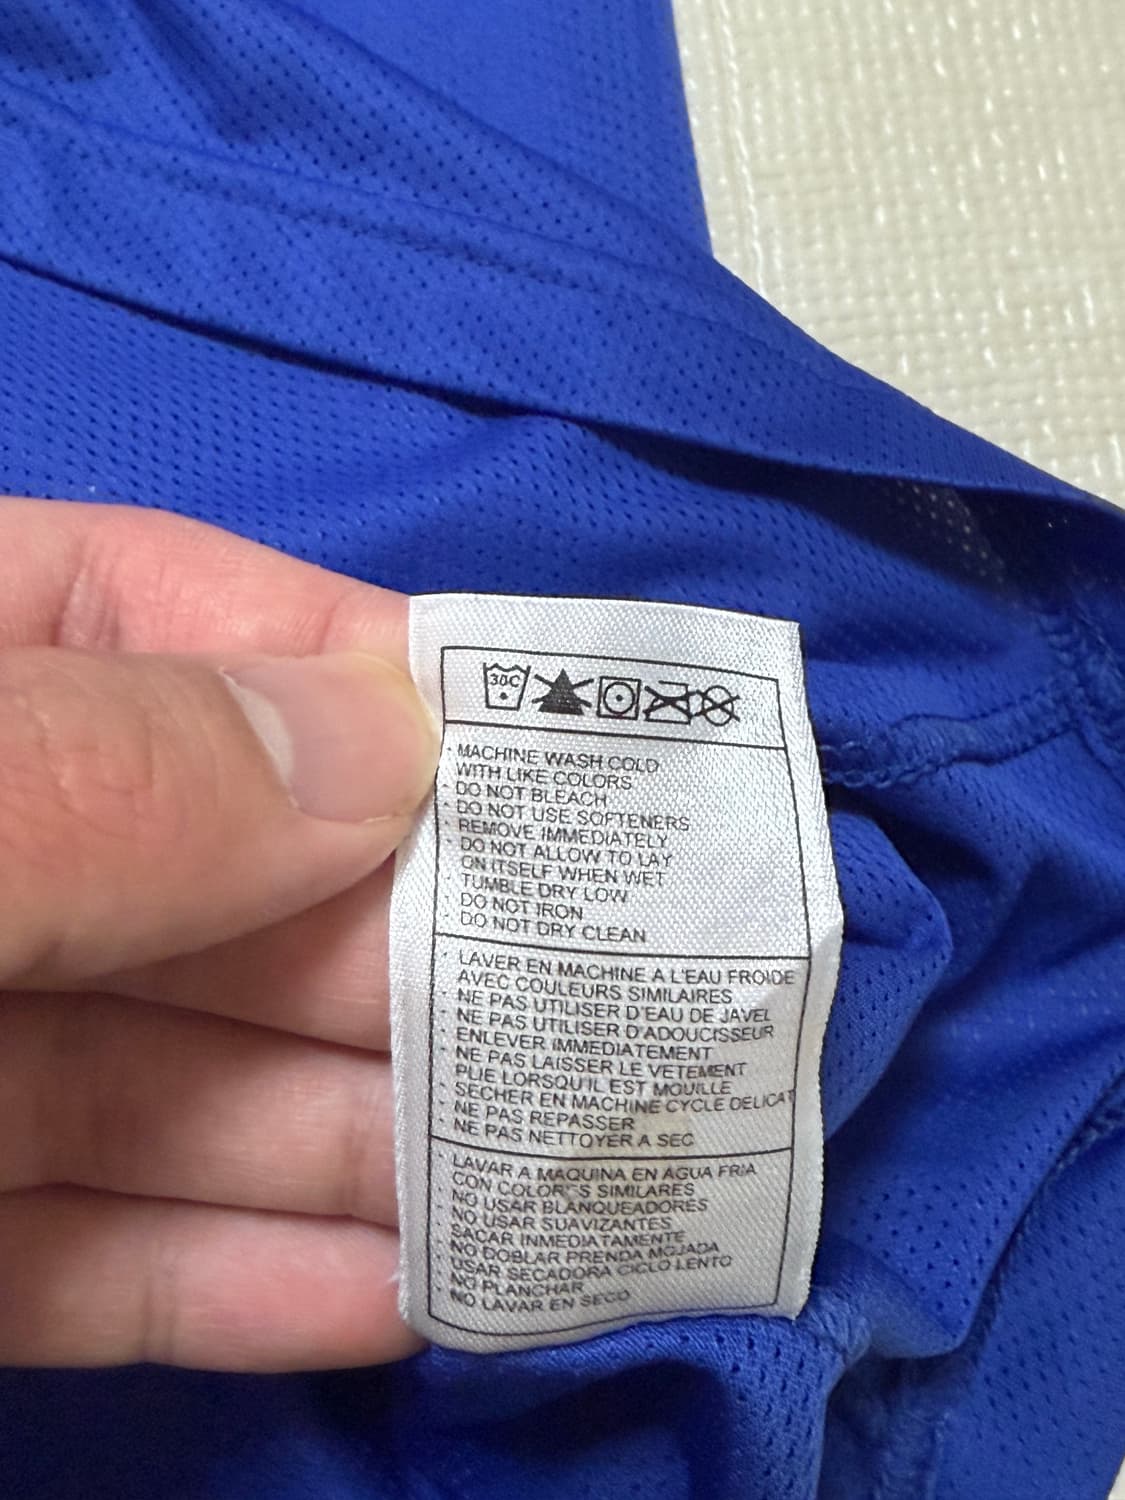 30C
· MACHINE WASH COLD
WITH LIKE COLORS
· DO NOT BLEACH
· DO NOT USE SOFTENERS
· REMOVE IMMEDIATELY
· DO NOT ALLOW TO LAY
ON ITSELF WHEN WET
· TUMBLE DRY LOW
· DO NOT IRON
· DO NOT DRY CLEAN
· LAVER EN MACHINE A L'EAU FROIDE
AVEC COULEURS SIMILAIRES
· NE PAS UTILISER D'EAU DE JAVEL
· NE PAS UTILISER D'ADOUCISSEUR
· ENLEVER IMMEDIATEMENT
· NE PAS LAISSER LE VETEMENT
PLIE LORSQU'IL EST MOUILLE
· SECHER EN MACHINE CYCLE DELICAT
· NE PAS REPASSER
· NE PAS NETTOYER A SEC
· LAVAR A MAQUINA EN AGUA FRIA
CON COLORES SIMILARES
· NO USAR BLANQUEADORES
· NO USAR SUAVIZANTES
· SACAR INMEDIATAMENTE
· NO DOBLAR PRENDA MOJADA
· USAR SECADORA CICLO LENTO
· NO PLANCHAR
· NO LAVAR EN SECO